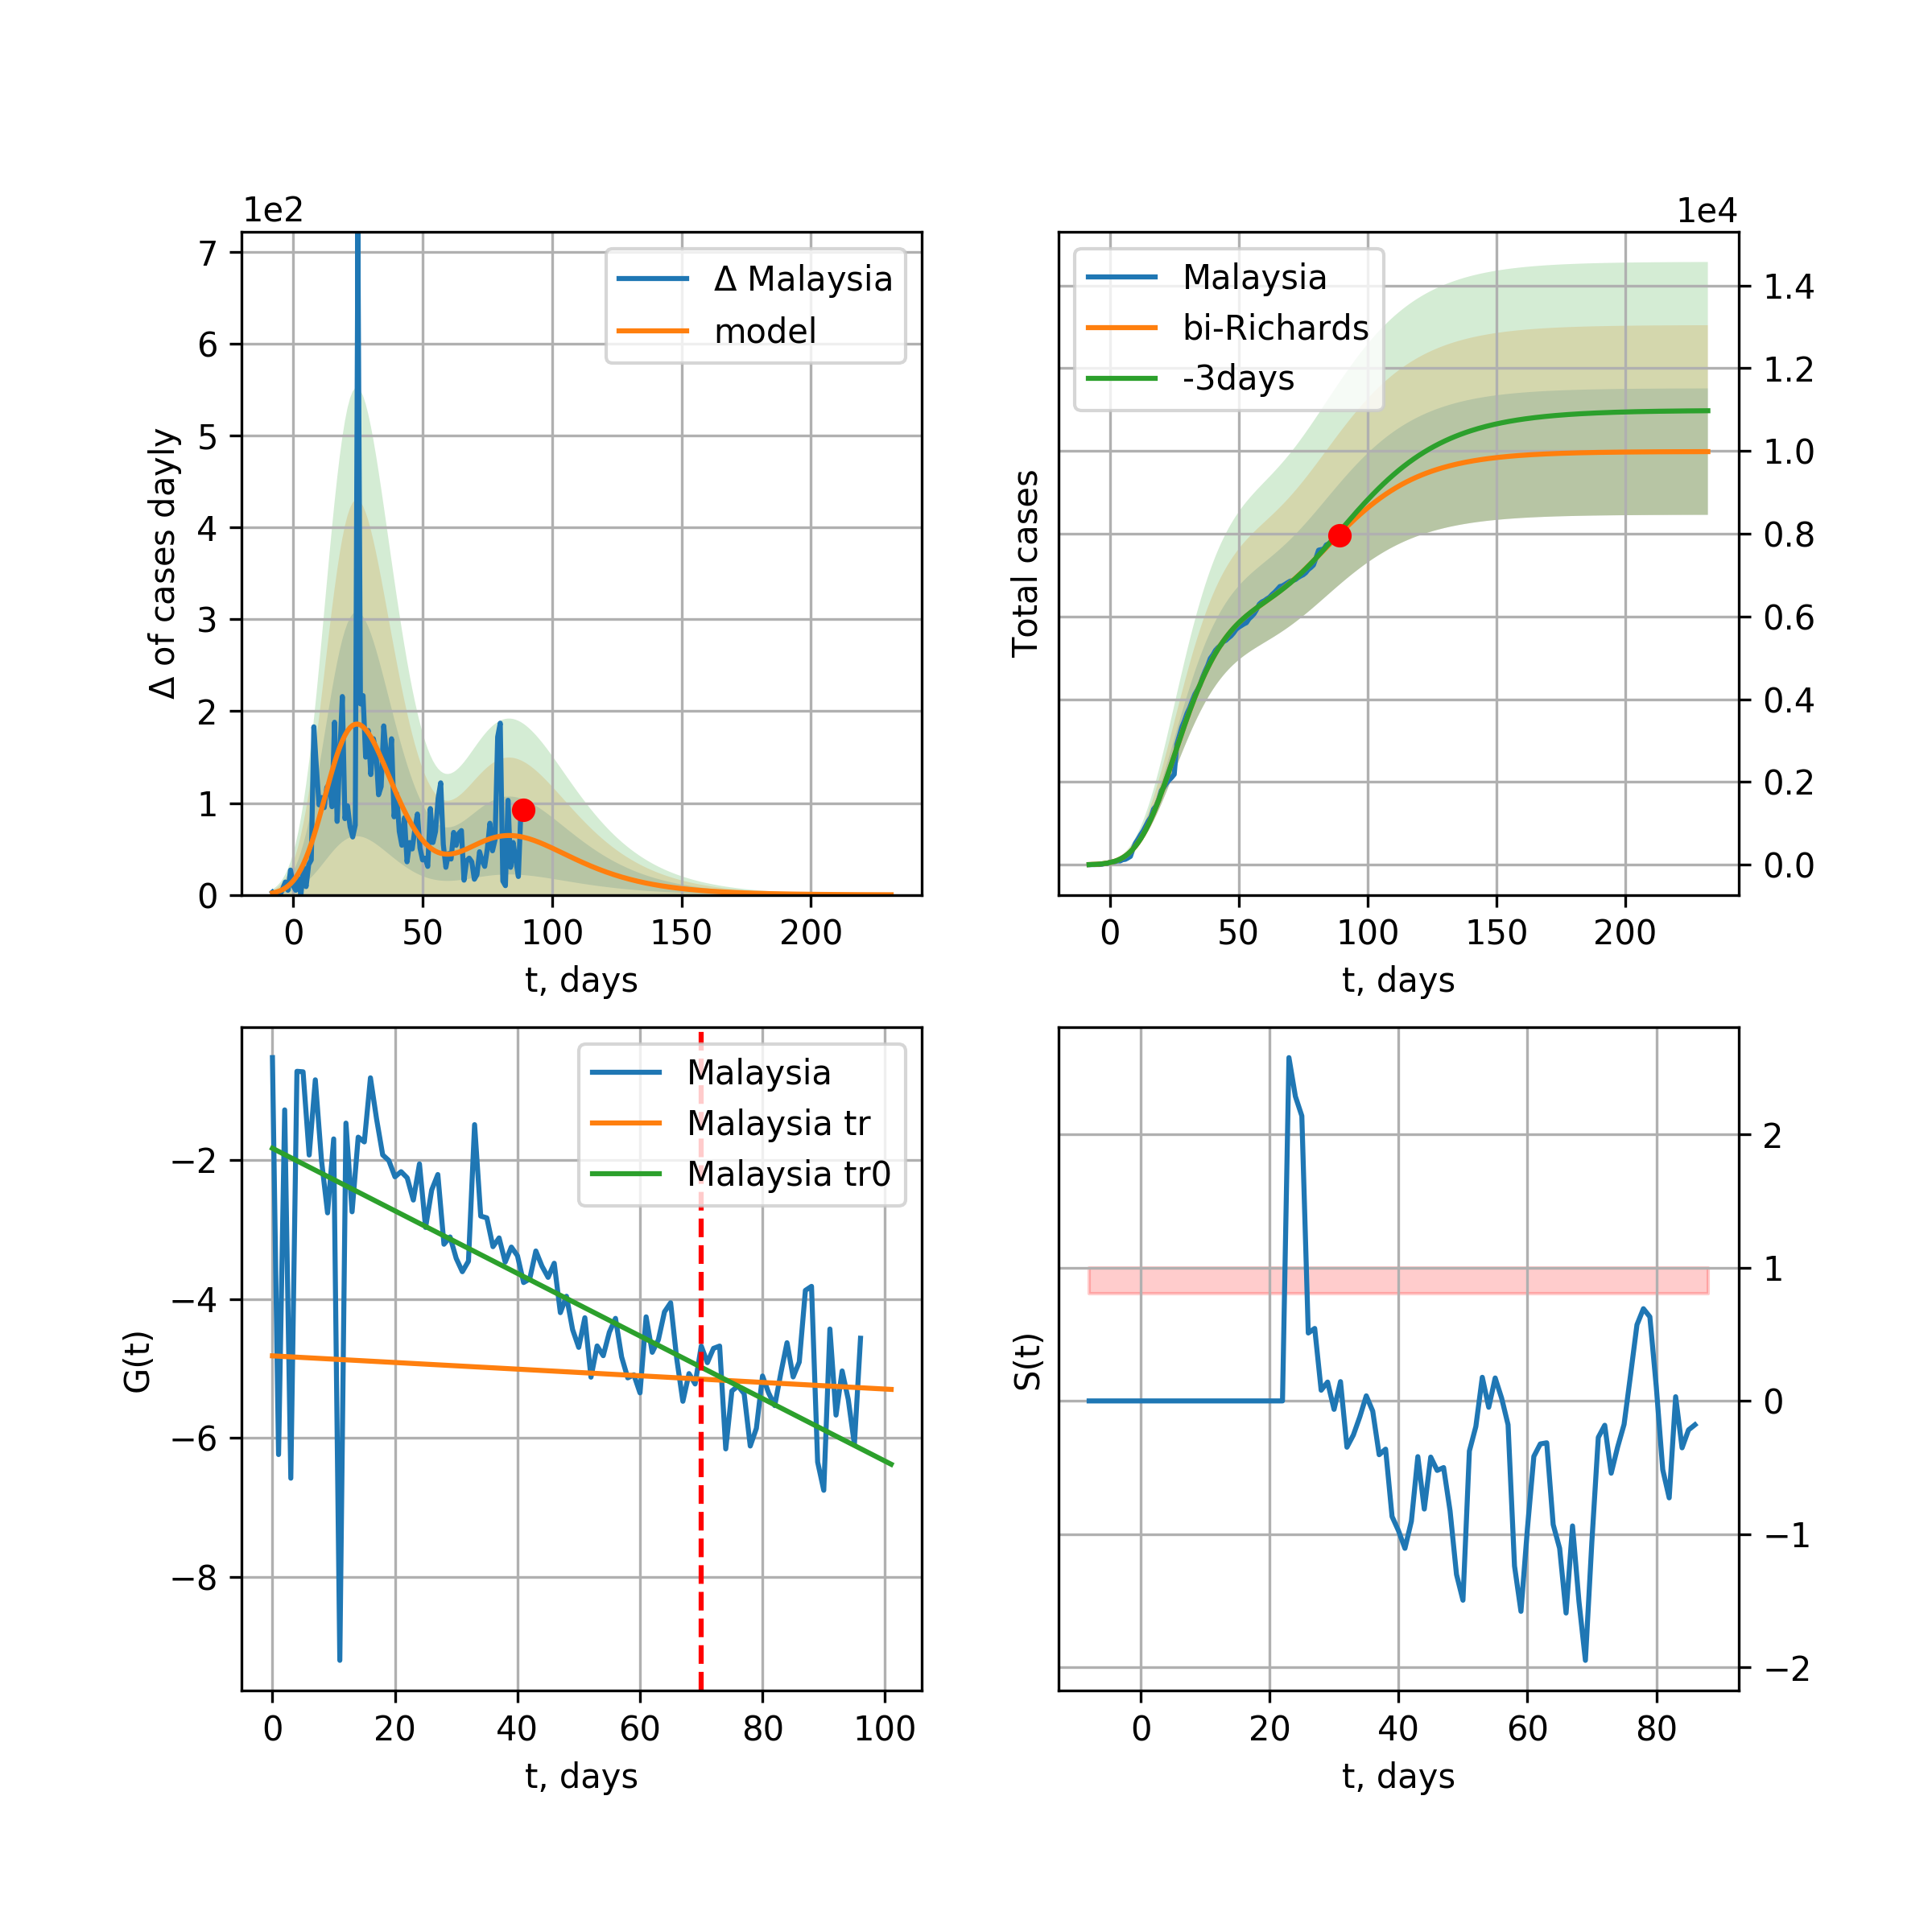 1e2
7
6
5
4
3
2
1
0
Δ of cases dayly
Δ Malaysia
model
0 50 100 150 200
t, days
1e4
1.4
1.2
1.0
0.8
0.6
0.4
0.2
0.0
Total cases
Malaysia
bi-Richards
-3days
0 50 100 150 200
t, days
−2
−4
−6
−8
G(t)
Malaysia
Malaysia tr
Malaysia tr0
0 20 40 60 80 100
t, days
2
1
0
−1
−2
S(t)
0 20 40 60 80
t, days